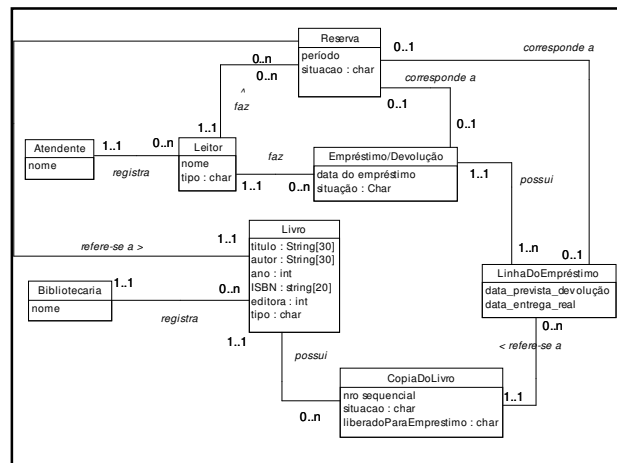 Reserva
período
situacao : char
0..1
corresponde a
0..n
0..n
corresponde a
0..1
^
faz
1..1
0..1
Atendente
nome
1..1
0..n
registra
Leitor
nome
tipo : char
faz
1..1
0..n
Empréstimo/Devolução
data do empréstimo
situação : Char
1..1
possui
refere-se a >
1..1
Livro
titulo : String[30]
autor : String[30]
ano : int
ISBN : string[20]
editora : int
tipo : char
1..n
0..1
LinhaDoEmpréstimo
data_prevista_devolução
data_entrega_real
Bibliotecaria
nome
1..1
0..n
registra
1..1
possui
0..n
0..n
< refere-se a
CopiaDoLivro
nro sequencial
situacao : char
liberadoParaEmprestimo : char
1..1